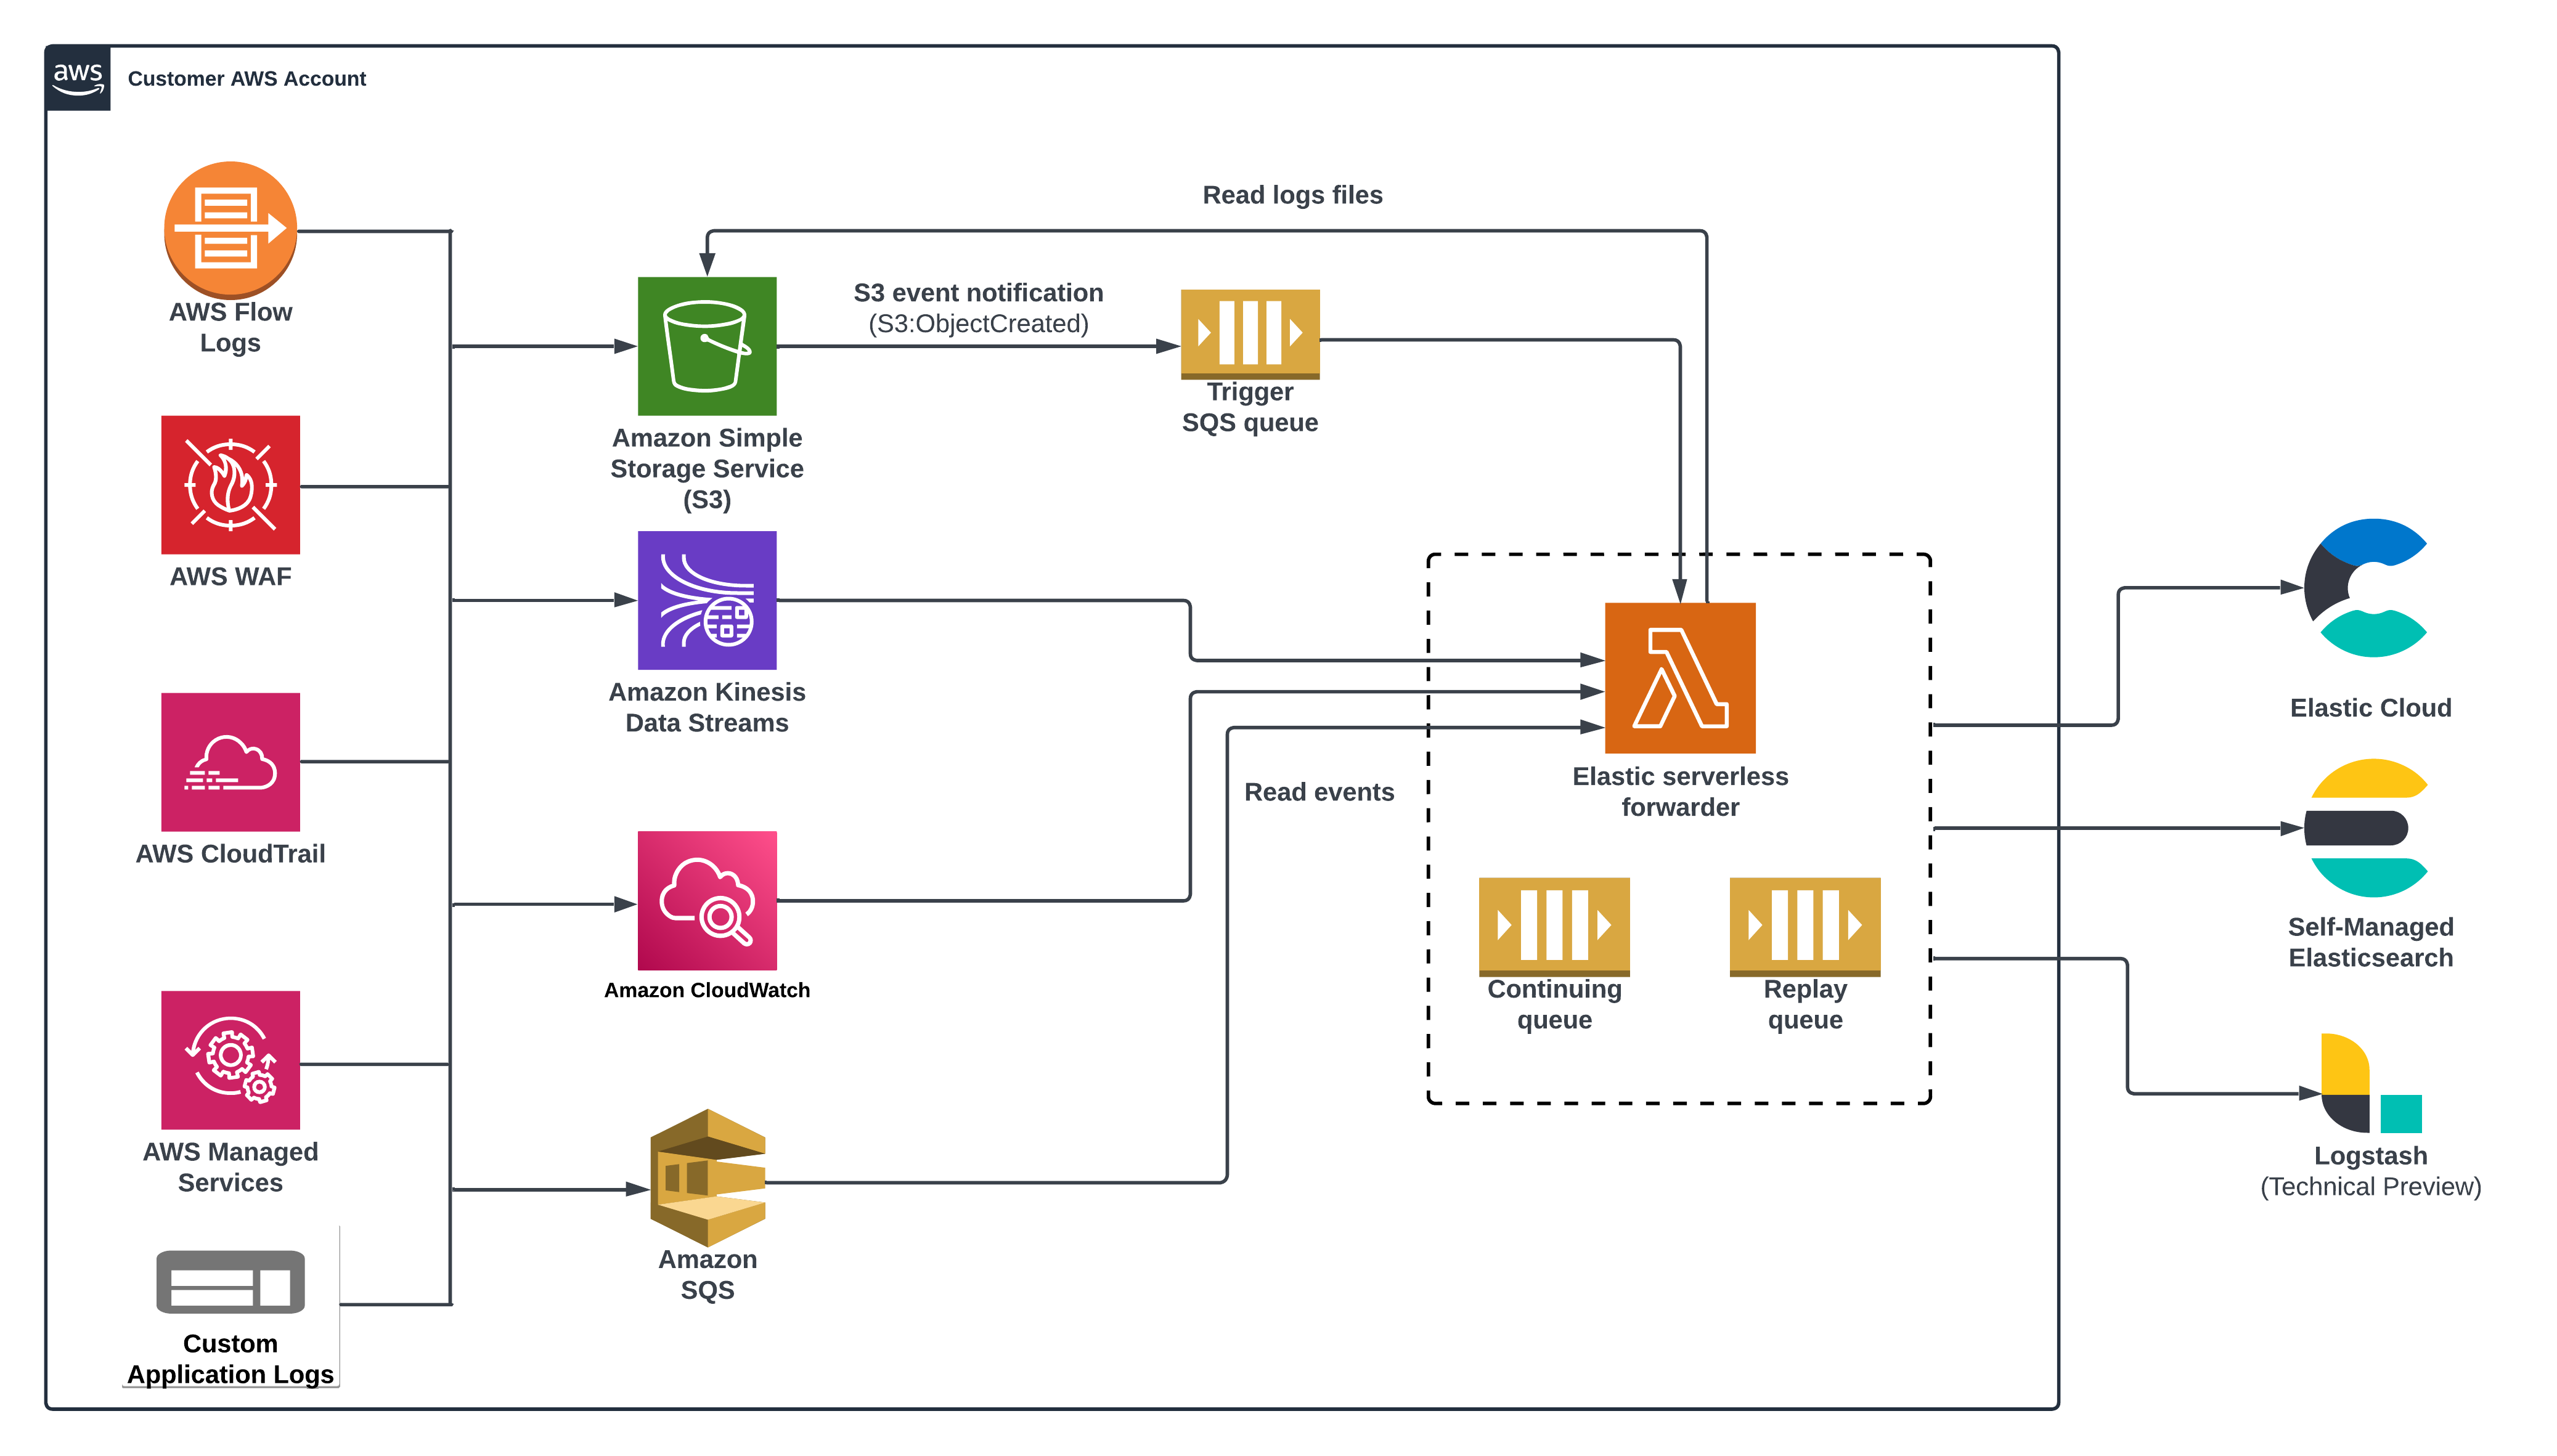 aws
Customer AWS Account
AWS Flow
Logs
AWS WAF
AWS CloudTrail
AWS Managed
Services
Custom
Application Logs
Read logs files
S3 event notification
(S3:ObjectCreated)
Amazon Simple
Storage Service
(S3)
Trigger
SQS queue
Amazon Kinesis
Data Streams
Amazon CloudWatch
Amazon
SQS
Read events
Elastic serverless
forwarder
Continuing
queue
Replay
queue
Elastic Cloud
Self-Managed
Elasticsearch
Logstash
(Technical Preview)